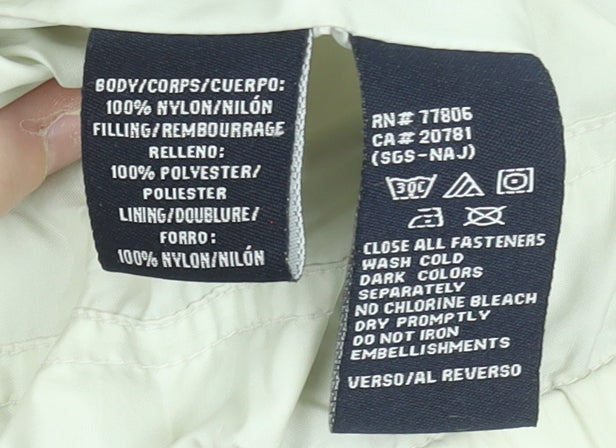 BODY/CORPS/CUERPO:
100% NYLON/NILÓN
FILLING/REMBOURRAGE
RELLENO:
100% POLYESTER/
POLIESTER
LINING/DOUBLURE/
FORRO:
100% NYLON/NILÓN
RN# 77806
CA# 20781
(SGS-NAJ)
30C
CLOSE ALL FASTENERS
WASH COLD
DARK COLORS
SEPARATELY
NO CHLORINE BLEACH
DRY PROMPTLY
DO NOT IRON
EMBELLISHMENTS
VERSO/AL REVERSO